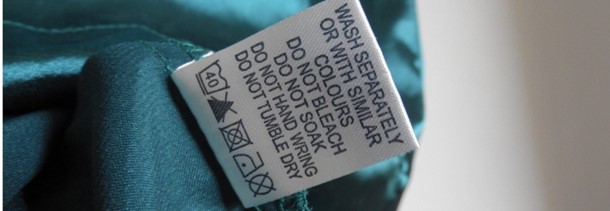 WASH SEPARATELY
OR WITH SIMILAR
COLOURS
DO NOT BLEACH
DO NOT SOAK
DO NOT HAND WRING
DO NOT TUMBLE DRY
40